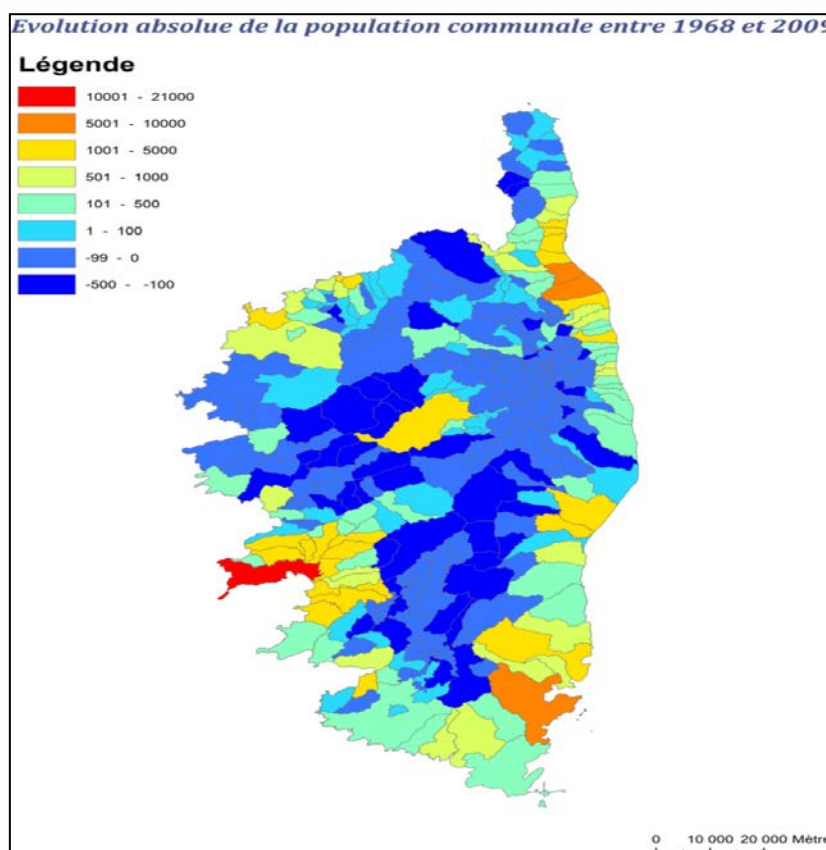 Evolution absolue de la population communale entre 1968 et 2009
Légende
10001 - 21000
5001 - 10000
1001 - 5000
501 - 1000
101 - 500
1 - 100
-99 - 0
-500 - -100
0 10 000 20 000 Mètre